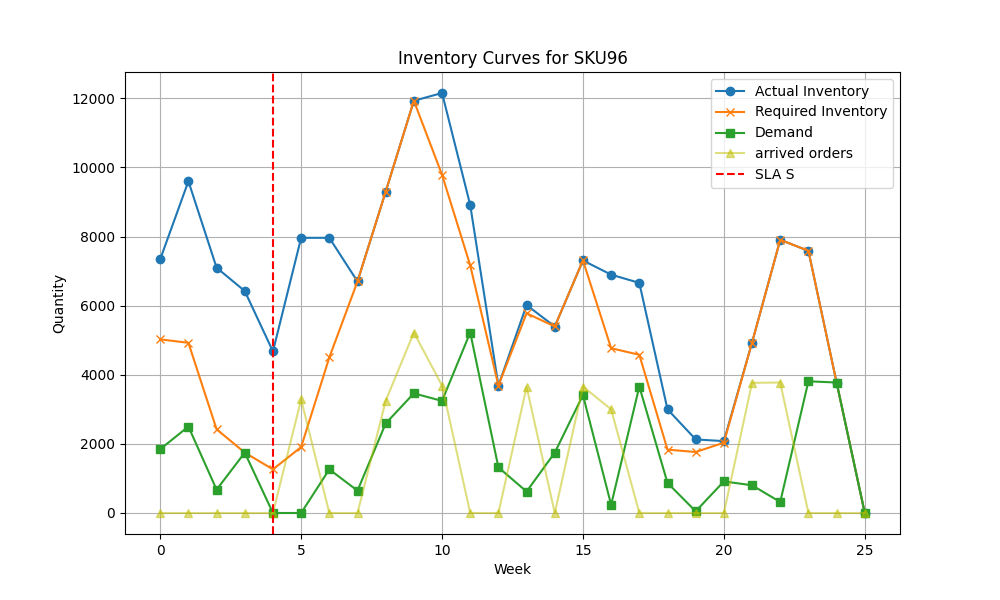 Inventory Curves for SKU96
Actual Inventory
Required Inventory
Demand
arrived orders
SLA S
12000
10000
8000
6000
4000
2000
0
Quantity
0 5 10 15 20 25
Week